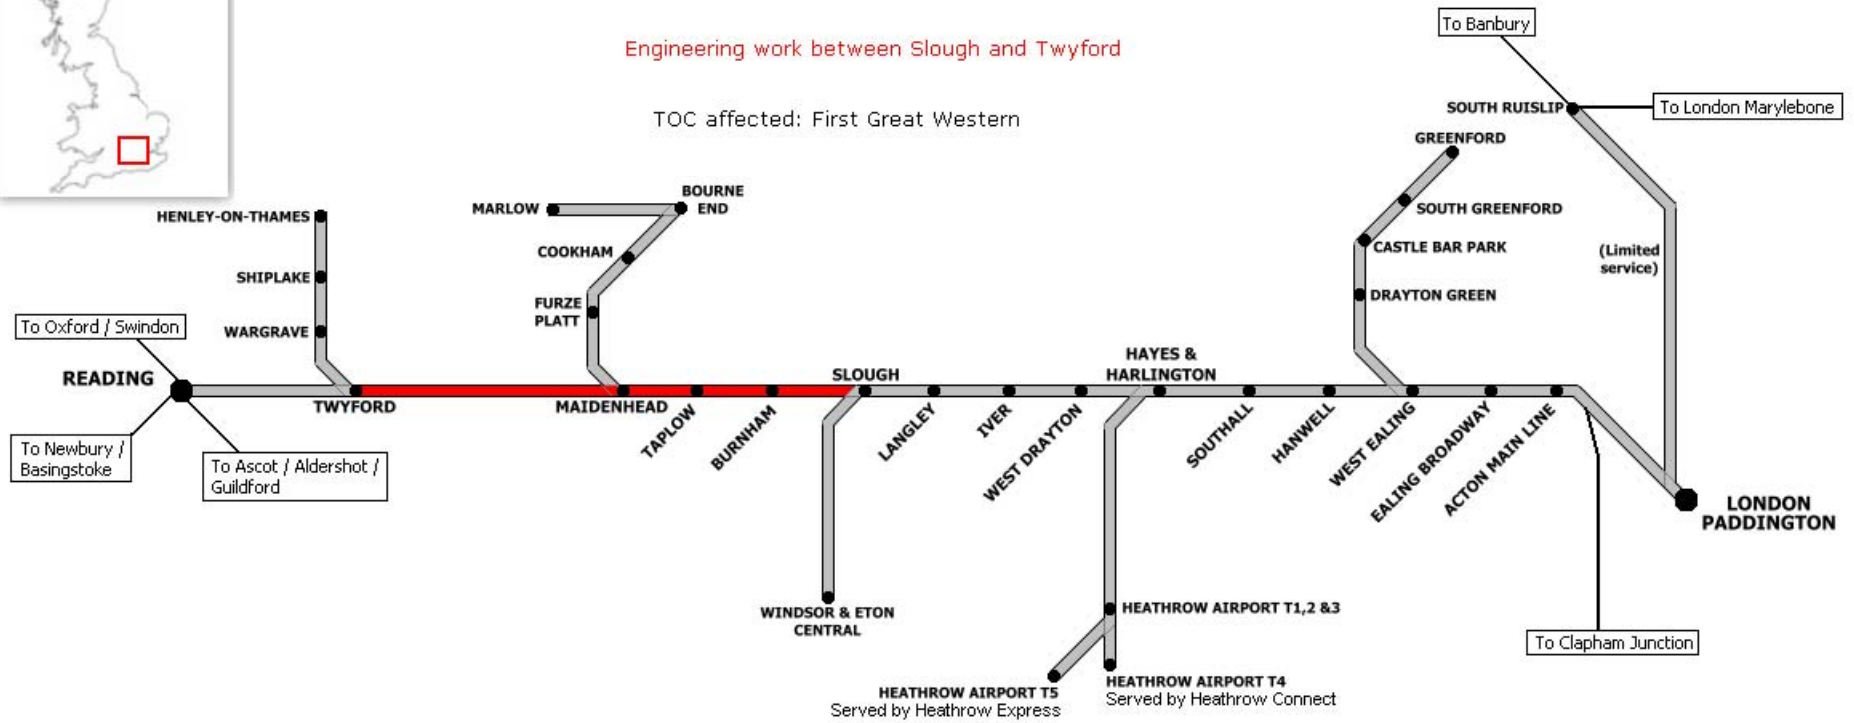 Engineering work between Slough and Twyford
TOC affected: First Great Western
To Banbury
SOUTH RUISLIP
To London Marylebone
GREENFORD
SOUTH GREENFORD
CASTLE BAR PARK
(Limited
service)
DRAYTON GREEN
HENLEY-ON-THAMES
SHIPLAKE
WARGRAVE
MARLOW
BOURNE
END
COOKHAM
FURZE
PLATT
To Oxford / Swindon
READING
To Newbury /
Basingstoke
To Ascot / Aldershot /
Guildford
TWYFORD
MAIDENHEAD
TAPLOW
BURNHAM
SLOUGH
LANGLEY
IVER
WEST DRAYTON
HAYES &
HARLINGTON
SOUTHALL
HANWELL
WEST EALING
EALING BROADWAY
ACTON MAIN LINE
LONDON
PADDINGTON
WINDSOR & ETON
CENTRAL
HEATHROW AIRPORT T1,2 &3
HEATHROW AIRPORT T5
Served by Heathrow Express
HEATHROW AIRPORT T4
Served by Heathrow Connect
To Clapham Junction